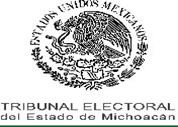 ESTADOS UNIDOS MEXICANOS
TRIBUNAL ELECTORAL
del Estado de Michoacán